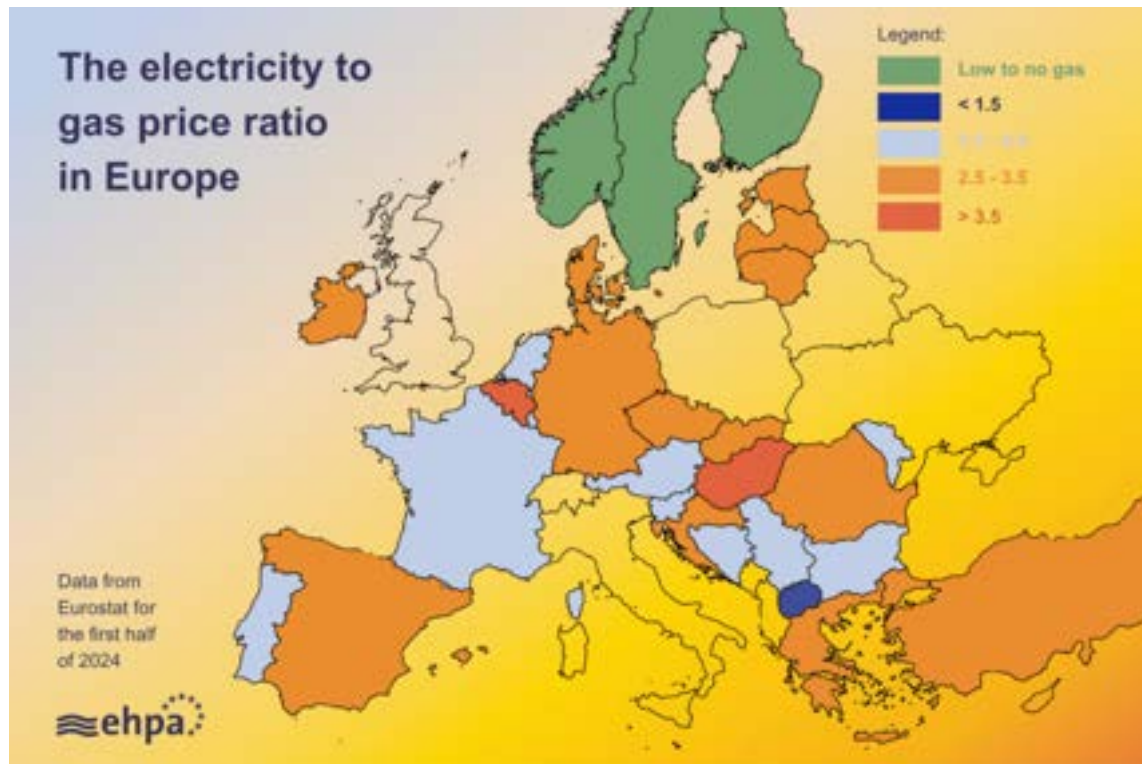 The electricity to
gas price ratio
in Europe
Legend:
Low to no gas
< 1.5
2.5 - 3.5
> 3.5
Data from
Eurostat for
the first half
of 2024
ehpa